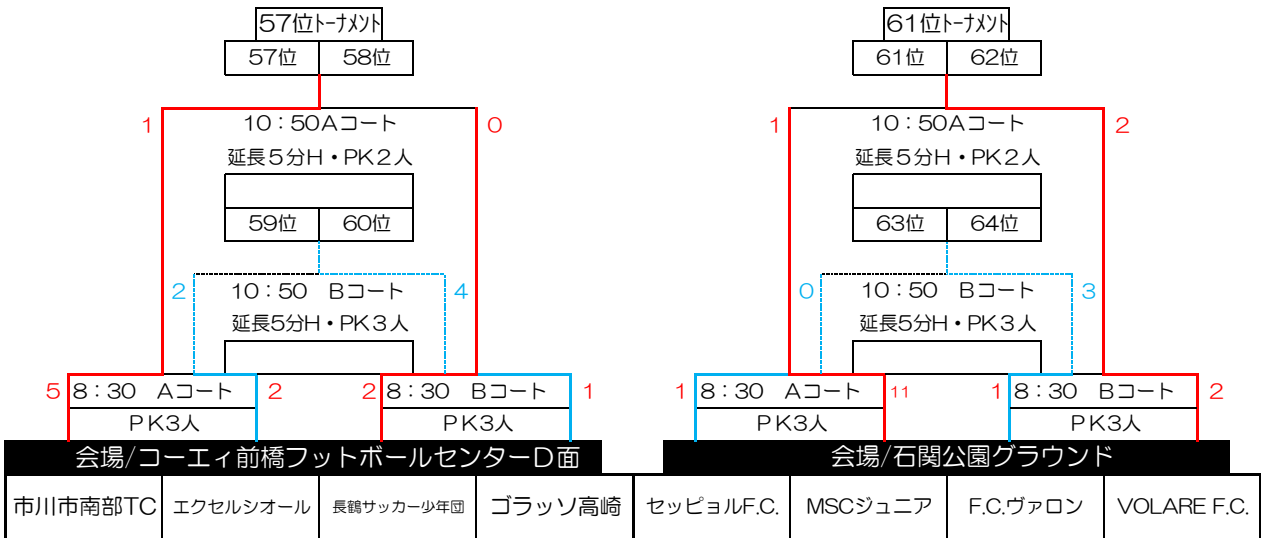 57位トーナメント
57位 58位
1 0
10：50Aコート
延長５分H・PK２人
59位 60位
2 4
10：50 Bコート
延長5分H・PK３人
5 8：30 Aコート 2
PK3人
2 8：30 Bコート 1
PK3人
会場/コーエィ前橋フットボールセンターD面
市川市南部TC エクセルシオール 長鶴サッカー少年団 ゴラッソ高崎
61位トーナメント
61位 62位
1 2
10：50Aコート
延長５分H・PK２人
63位 64位
0 3
10：50 Bコート
延長5分H・PK３人
1 8：30 Aコート 11
PK3人
1 8：30 Bコート 2
PK3人
会場/石関公園グラウンド
セッピョルF.C. MSCジュニア F.C.ヴァロン VOLARE F.C.